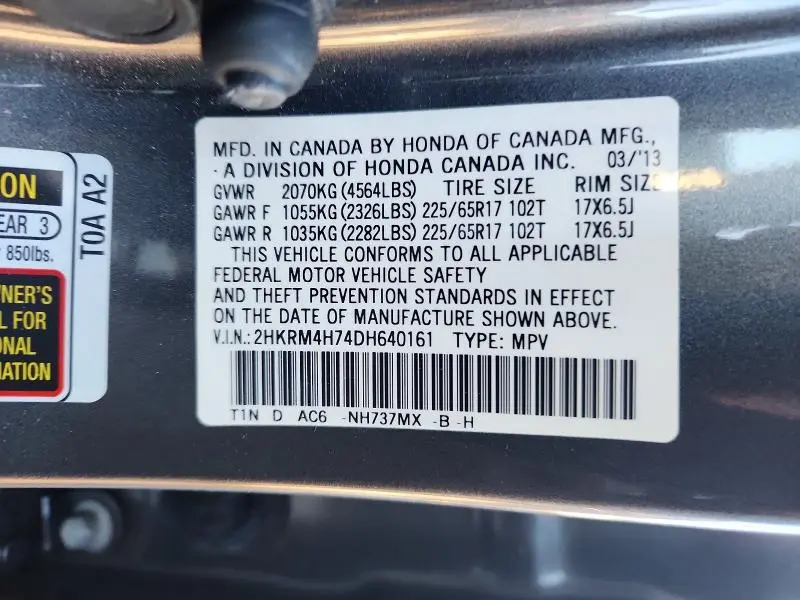 ON
EAR 3
850lbs.
NER'S
L FOR
ONAL
ATION
T0A A2
MFD. IN CANADA BY HONDA OF CANADA MFG.,
A DIVISION OF HONDA CANADA INC. 03/'13
GVWR 2070KG (4564LBS) TIRE SIZE RIM SIZE
GAWR F 1055KG (2326LBS) 225/65R17 102T 17X6.5J
GAWR R 1035KG (2282LBS) 225/65R17 102T 17X6.5J
THIS VEHICLE CONFORMS TO ALL APPLICABLE
FEDERAL MOTOR VEHICLE SAFETY
AND THEFT PREVENTION STANDARDS IN EFFECT
ON THE DATE OF MANUFACTURE SHOWN ABOVE.
V.I.N.: 2HKRM4H74DH640161 TYPE: MPV
T1N D AC6 -NH737MX -B -H